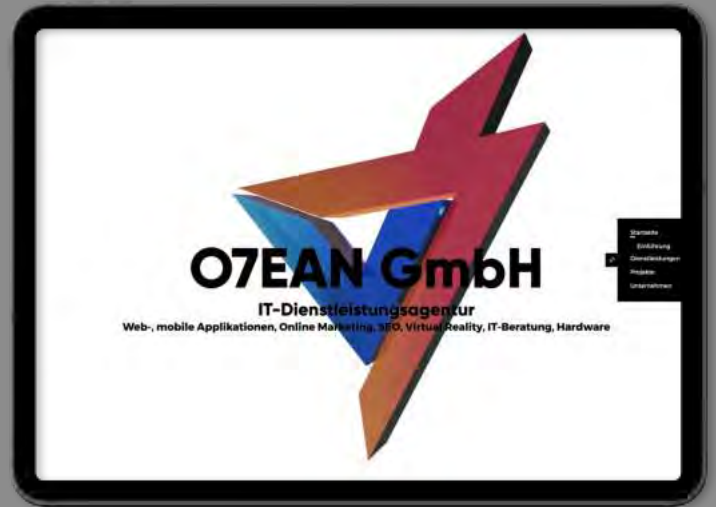 O7EAN GmbH
IT-Dienstleistungsagentur
Web-, mobile Applikationen, Online Marketing, SEO, Virtual Reality, IT-Beratung, Hardware
Startseite
Einführung
Dienstleistungen
Projekte
Unternehmen